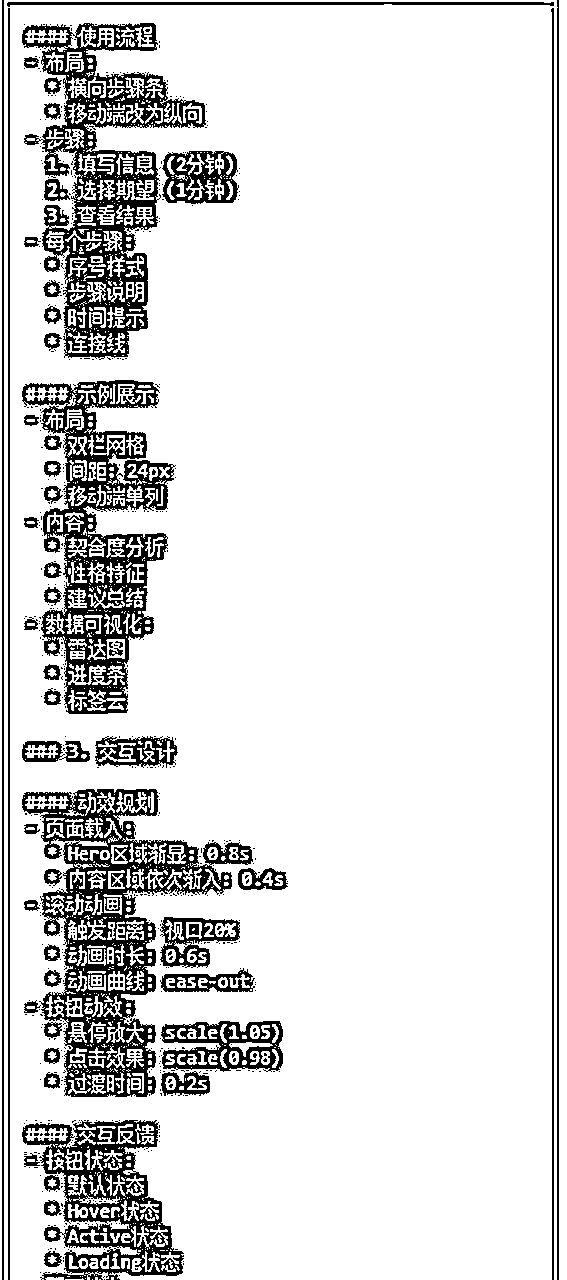 #### 使用流程
- 布局:
○ 横向步骤条
○ 移动端改为纵向
- 步骤:
1. 填写信息 (2分钟)
2. 选择期望 (1分钟)
3. 查看结果
- 每个步骤:
○ 序号样式
○ 步骤说明
○ 时间提示
○ 连接线
#### 示例展示
- 布局:
○ 双栏网格
○ 间距: 24px
○ 移动端单列
- 内容:
○ 契合度分析
○ 性格特征
○ 建议总结
- 数据可视化:
○ 雷达图
○ 进度条
○ 标签云
### 3. 交互设计
#### 动效规划
- 页面载入:
○ Hero区域渐显: 0.8s
○ 内容区域依次渐入: 0.4s
- 滚动动画:
○ 触发距离: 视口20%
○ 动画时长: 0.6s
○ 动画曲线: ease-out
- 按钮动效:
○ 悬停放大: scale(1.05)
○ 点击效果: scale(0.98)
○ 过渡时间: 0.2s
#### 交互反馈
- 按钮状态:
○ 默认状态
○ Hover状态
○ Active状态
○ Loading状态